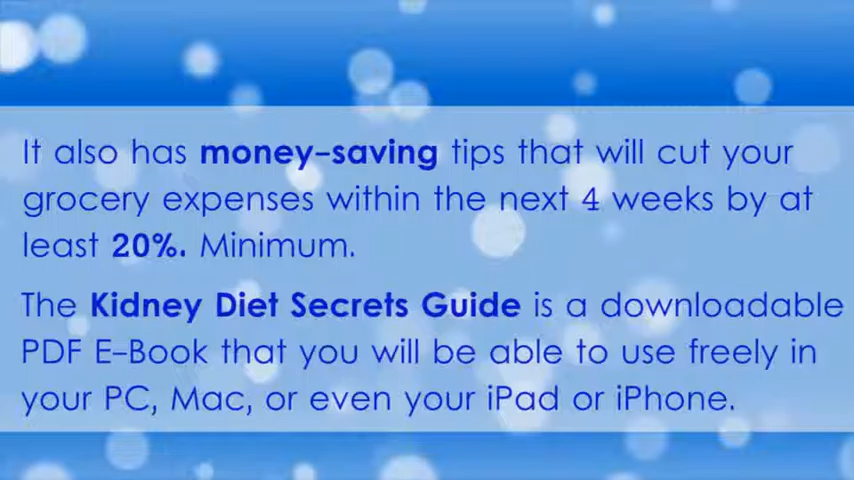 It also has money-saving tips that will cut your
grocery expenses within the next 4 weeks by at
least 20%. Minimum.
The Kidney Diet Secrets Guide is a downloadable
PDF E-Book that you will be able to use freely in
your PC, Mac, or even your iPad or iPhone.